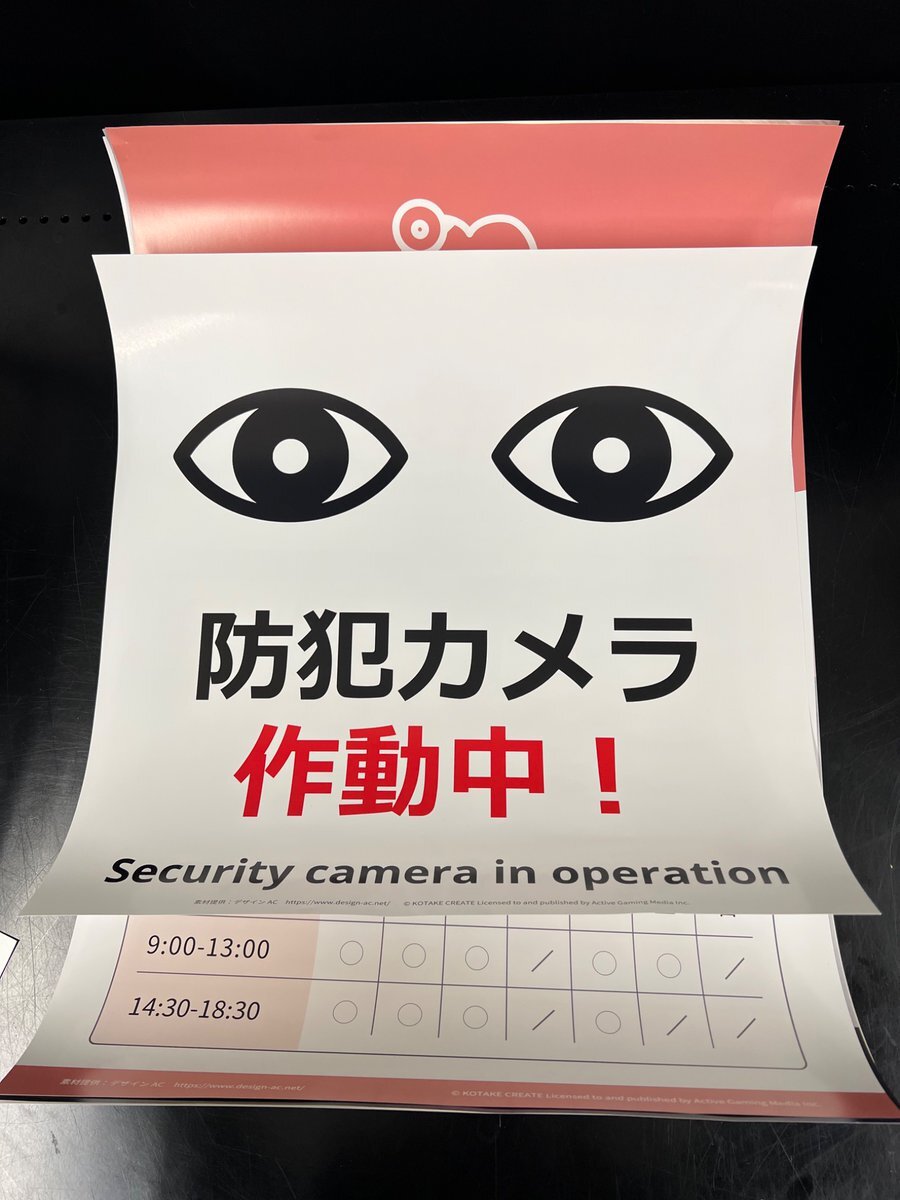 防犯カメラ
作動中！
Security camera in operation
素材提供：デザインAC https://www.design-ac.net/ © KOTAKE CREATE Licensed to and published by Active Gaming Media Inc.
9:00-13:00 ○ ○ ○ / ○ ○ /
14:30-18:30 ○ ○ ○ / ○ / /
素材提供：デザインAC https://www.design-ac.net/ © KOTAKE CREATE Licensed to and published by Active Gaming Media Inc.